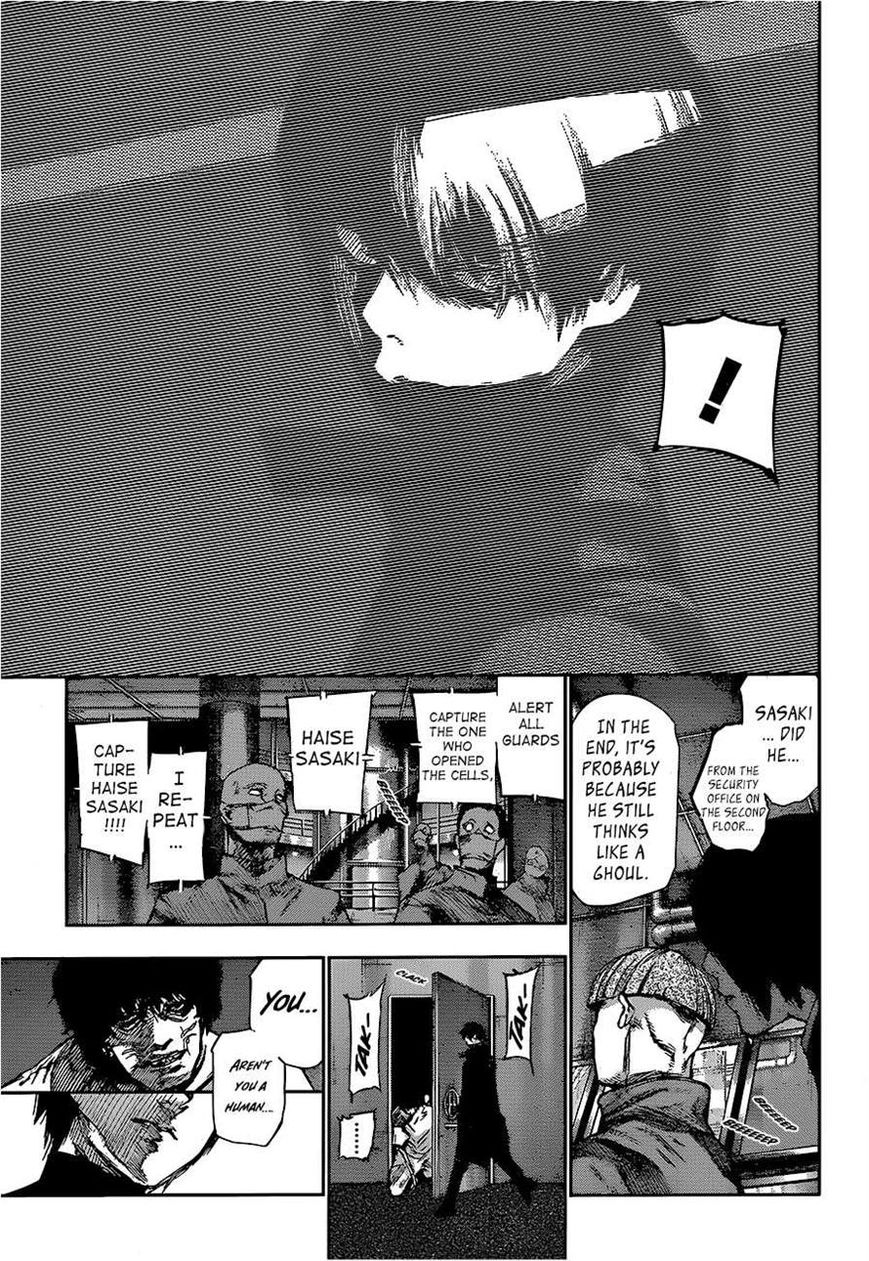 !
SASAKI
... DID
HE...
FROM THE
SECURITY
OFFICE ON
THE SECOND
FLOOR...
IN THE
END, IT'S
PROBABLY
BECAUSE
HE STILL
THINKS
LIKE A
GHOUL.
BEEEEEEP
BEEEEEEP
ALERT
ALL
GUARDS
CAPTURE
THE ONE
WHO
OPENED
THE CELLS,
HAISE
SASAKI-
I
RE-
PEAT
...
CAP-
TURE
HAISE
SASAKI
!!!!
TAK-
CLACK
TAK-
......
YOU...
AREN'T
YOU A
HUMAN....